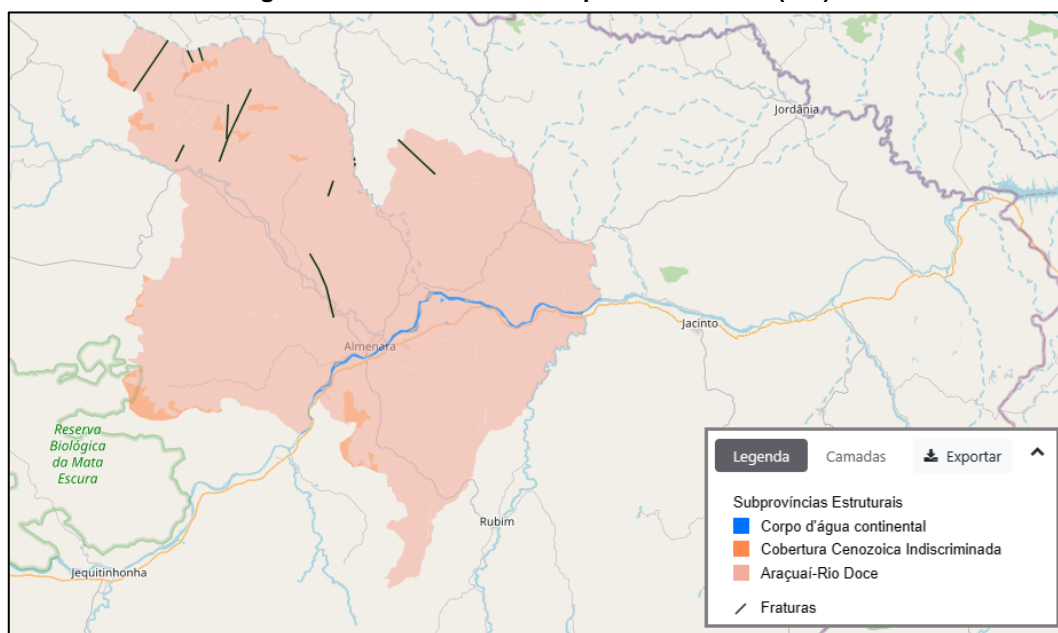 Jordânia
Jacinto
Almenara
Reserva
Biológica
da Mata
Escura
Rubim
Jequitinhonha
Legenda Camadas Exportar
Subprovíncias Estruturais
Corpo d'água continental
Cobertura Cenozoica Indiscriminada
Araçuaí-Rio Doce
Fraturas